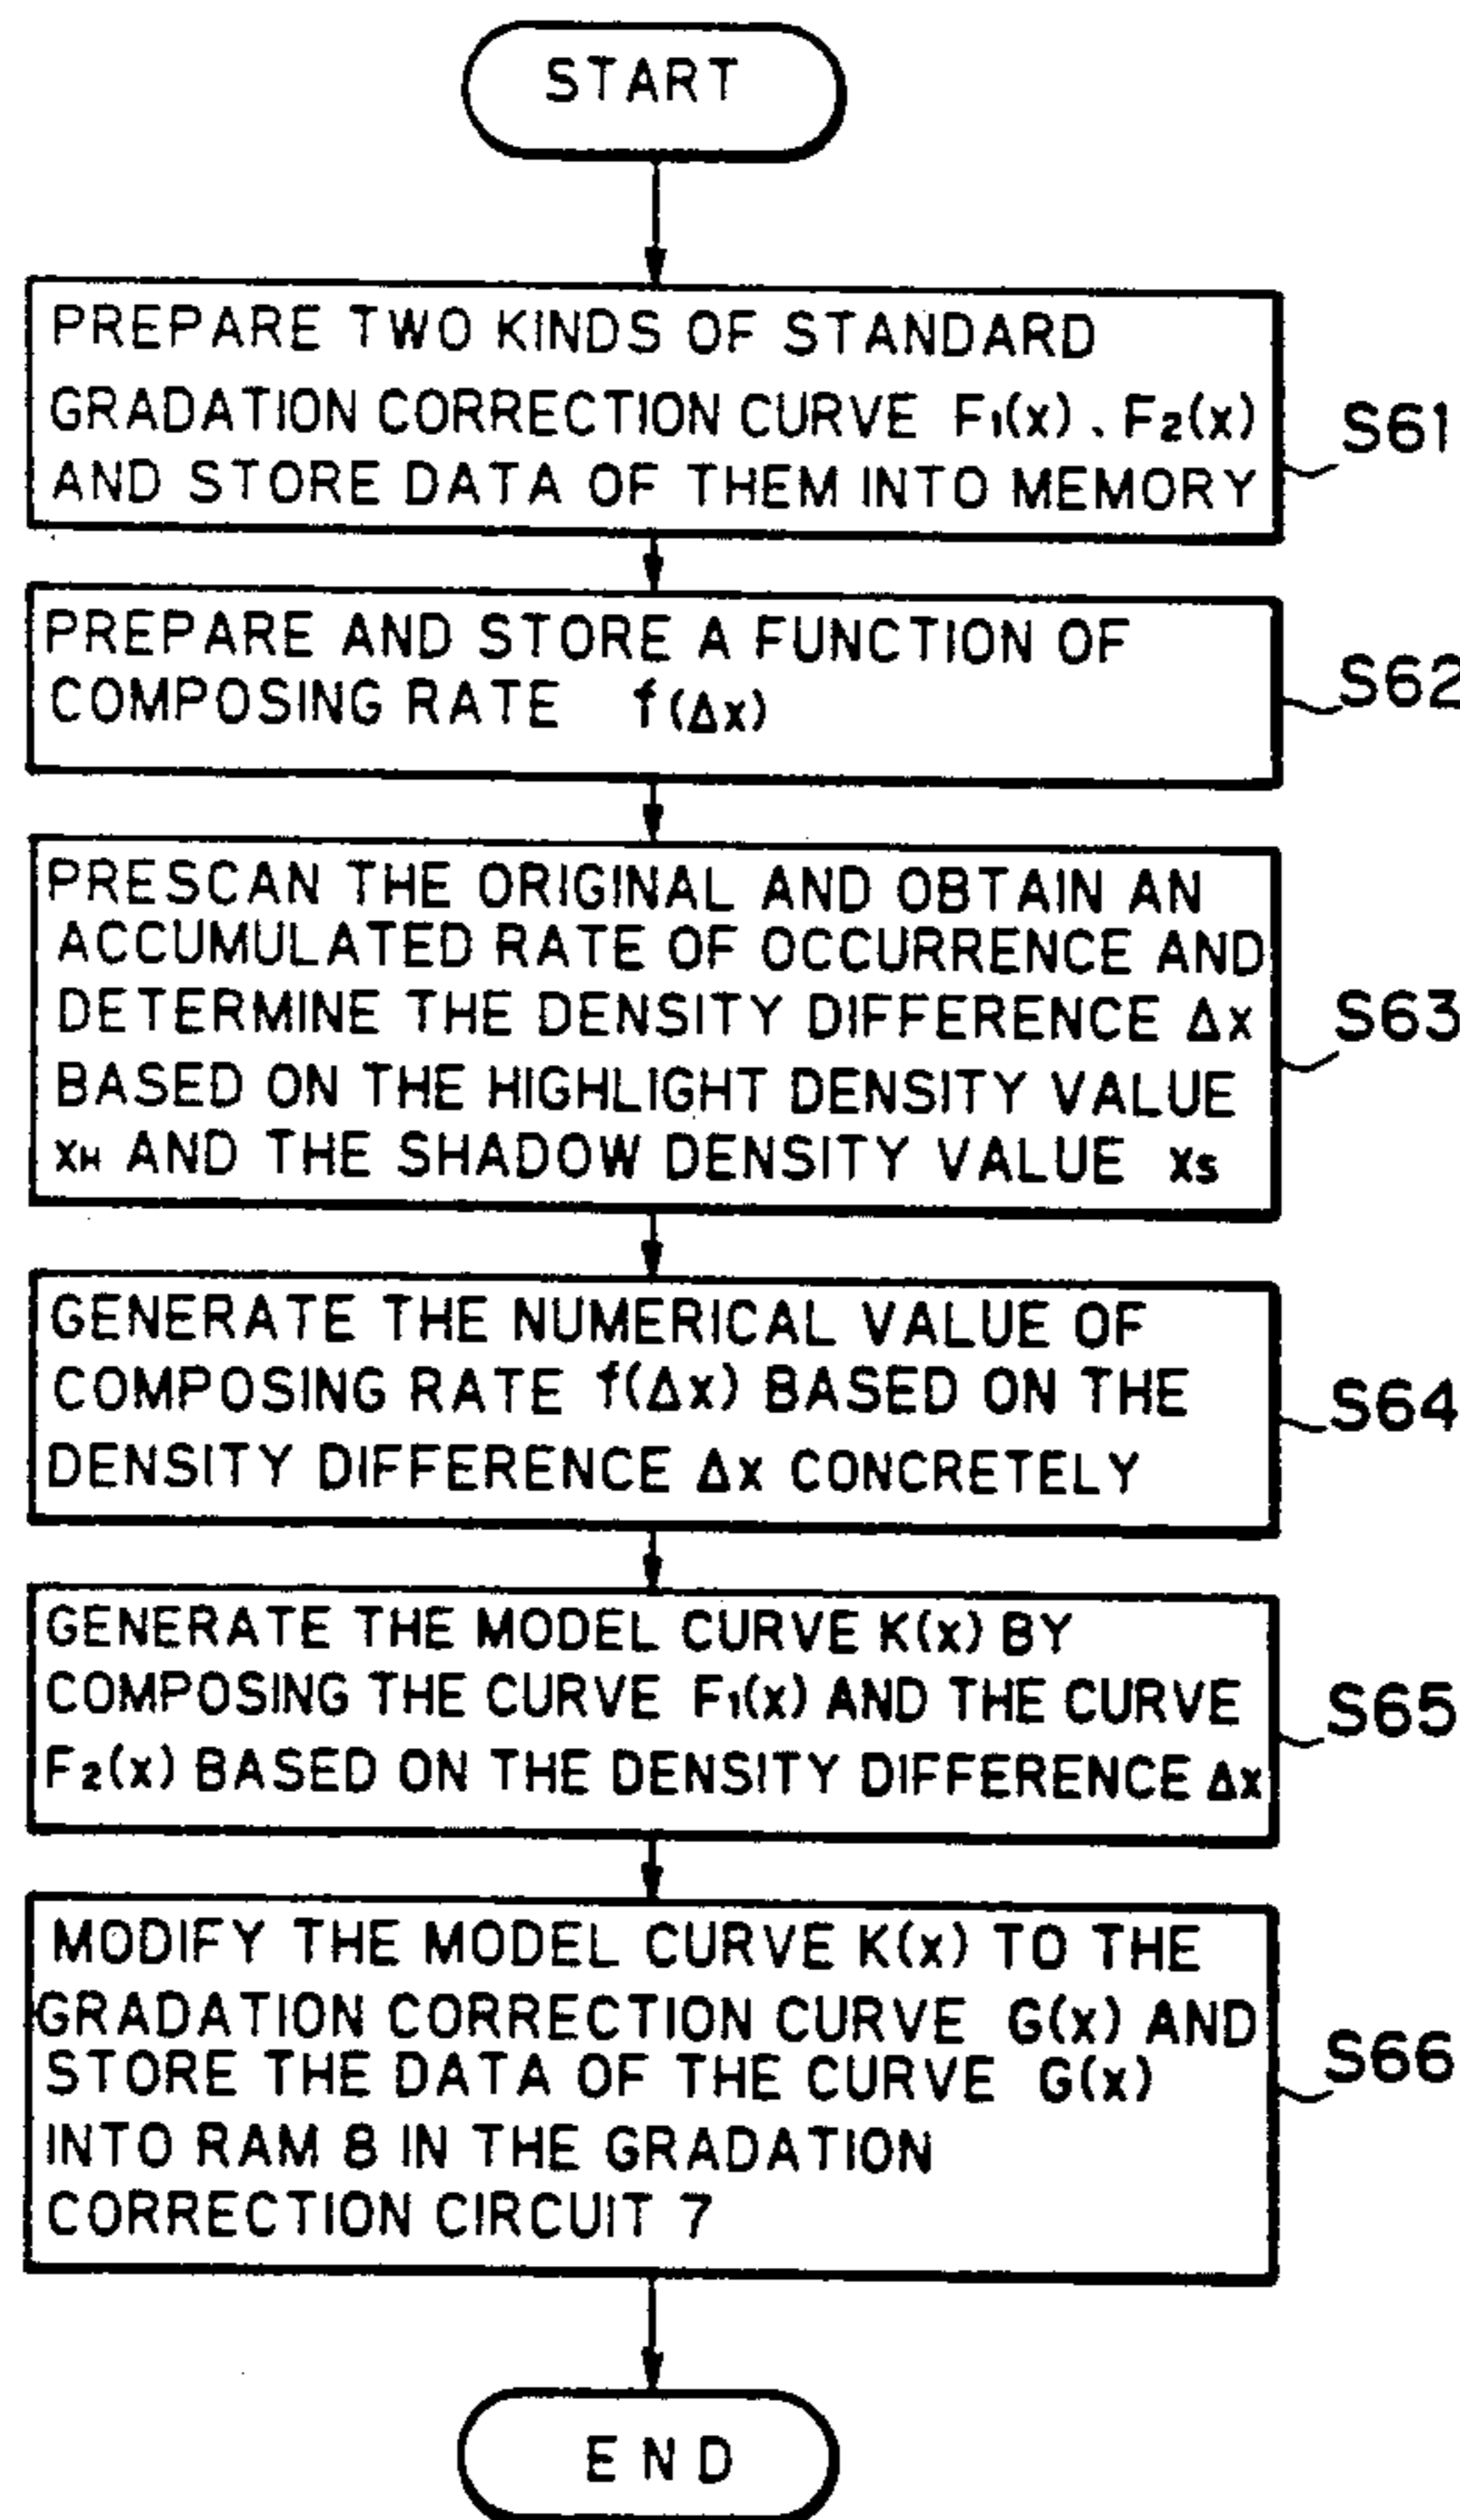 START
PREPARE TWO KINDS OF STANDARD
GRADATION CORRECTION CURVE F₁(x), F₂(x)
AND STORE DATA OF THEM INTO MEMORY
S61
PREPARE AND STORE A FUNCTION OF
COMPOSING RATE f(Δx)
S62
PRESCAN THE ORIGINAL AND OBTAIN AN
ACCUMULATED RATE OF OCCURRENCE AND
DETERMINE THE DENSITY DIFFERENCE Δx
BASED ON THE HIGHLIGHT DENSITY VALUE
xH AND THE SHADOW DENSITY VALUE xs
S63
GENERATE THE NUMERICAL VALUE OF
COMPOSING RATE f(Δx) BASED ON THE
DENSITY DIFFERENCE Δx CONCRETELY
S64
GENERATE THE MODEL CURVE K(x) BY
COMPOSING THE CURVE F₁(x) AND THE CURVE
F₂(x) BASED ON THE DENSITY DIFFERENCE Δx
S65
MODIFY THE MODEL CURVE K(x) TO THE
GRADATION CORRECTION CURVE G(x) AND
STORE THE DATA OF THE CURVE G(x)
INTO RAM 8 IN THE GRADATION
CORRECTION CIRCUIT 7
S66
END